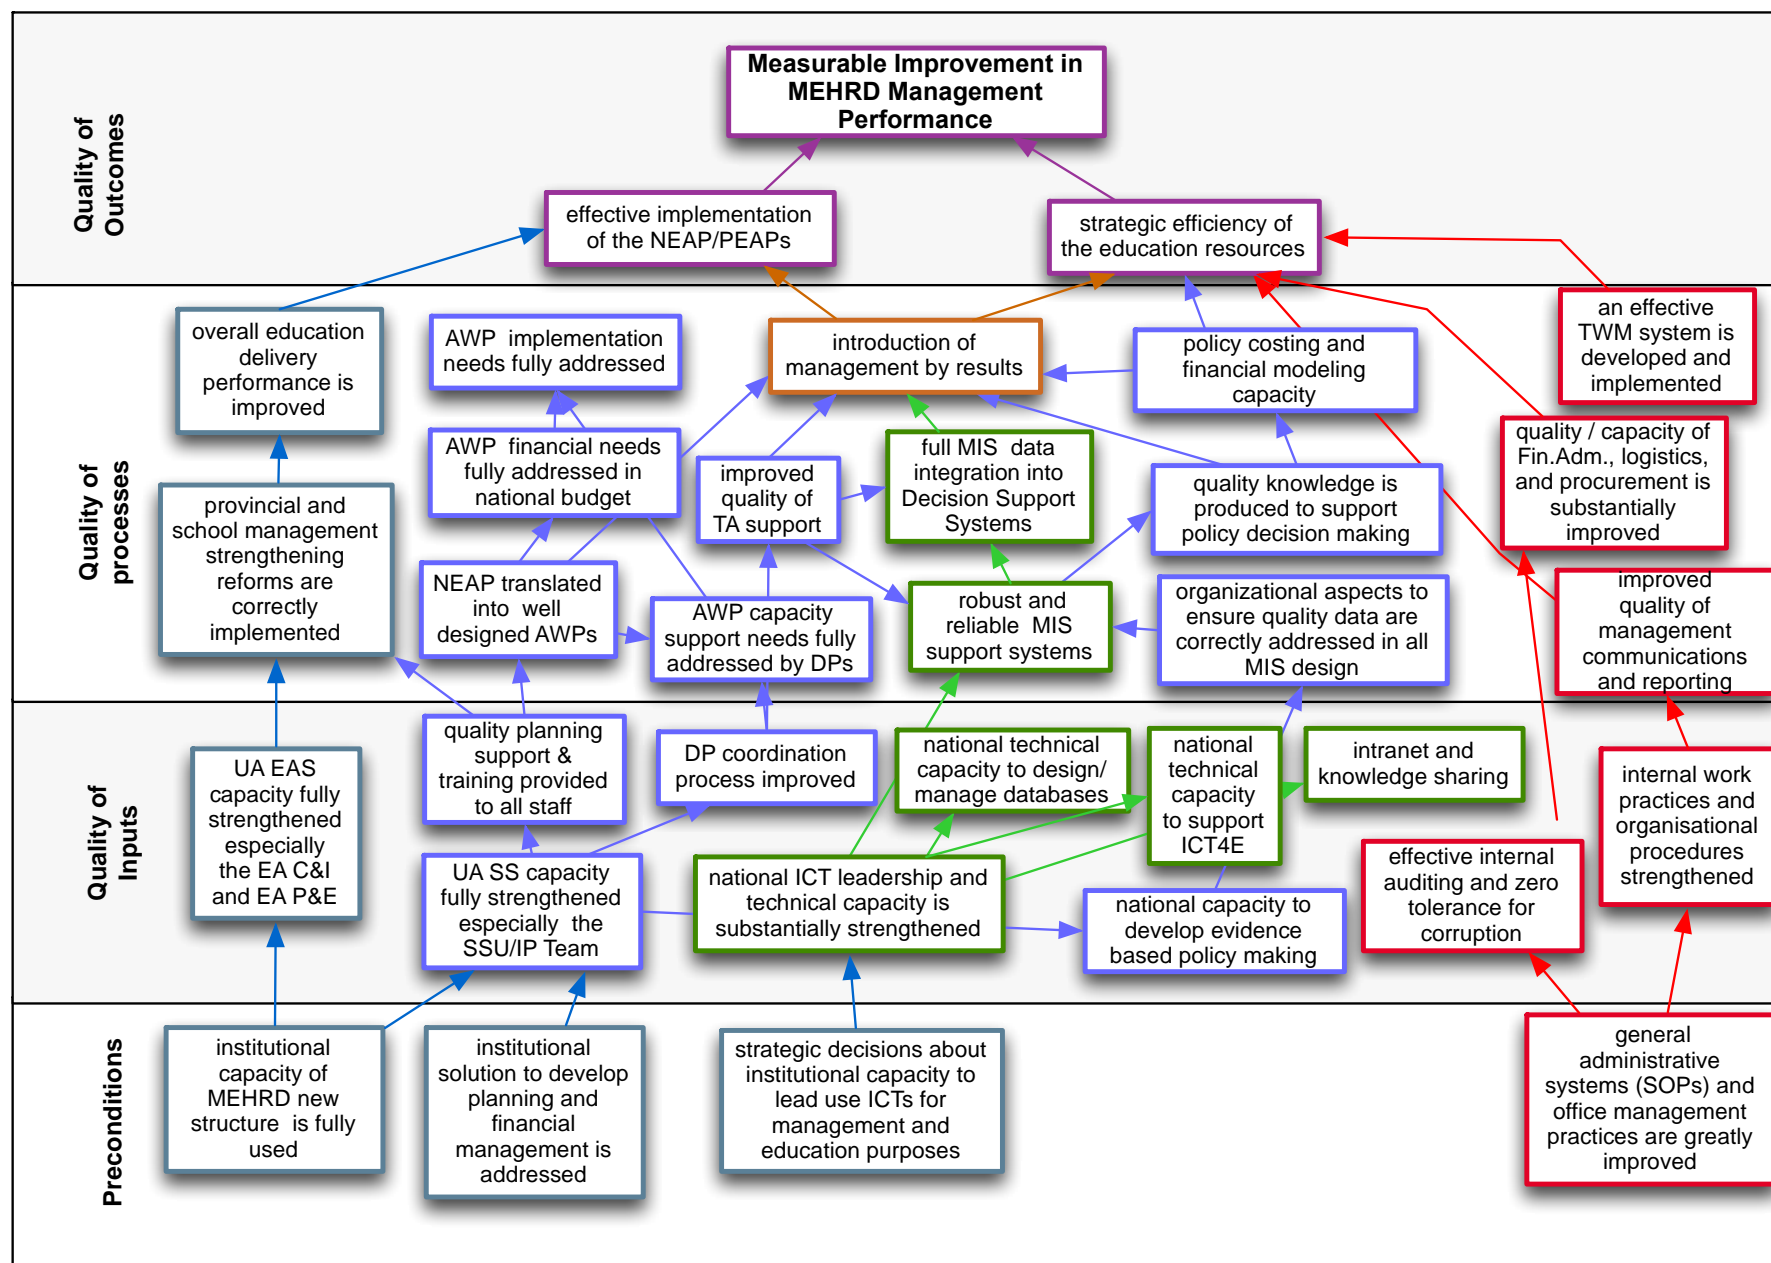 Quality of
Outcomes
Measurable Improvement in
MEHRD Management
Performance
effective implementation
of the NEAP/PEAPs
strategic efficiency of
the education resources
Quality of
processes
overall education
delivery
performance is
improved
AWP implementation
needs fully addressed
introduction of
management by results
policy costing and
financial modeling
capacity
an effective
TWM system is
developed and
implemented
AWP financial needs
fully addressed in
national budget
improved
quality of
TA support
full MIS data
integration into
Decision Support
Systems
quality knowledge is
produced to support
policy decision making
quality / capacity of
Fin.Adm., logistics,
and procurement is
substantially
improved
provincial and
school management
strengthening
reforms are
correctly
implemented
NEAP translated
into well
designed AWPs
AWP capacity
support needs fully
addressed by DPs
robust and
reliable MIS
support systems
organizational aspects to
ensure quality data are
correctly addressed in all
MIS design
improved
quality of
management
communications
and reporting
Quality of
Inputs
UA EAS
capacity fully
strengthened
especially
the EA C&I
and EA P&E
quality planning
support &
training provided
to all staff
DP coordination
process improved
national technical
capacity to design/
manage databases
national
technical
capacity
to support
ICT4E
intranet and
knowledge sharing
internal work
practices and
organisational
procedures
strengthened
UA SS capacity
fully strengthened
especially the
SSU/IP Team
national ICT leadership and
technical capacity is
substantially strengthened
national capacity to
develop evidence
based policy making
effective internal
auditing and zero
tolerance for
corruption
Preconditions
institutional
capacity of
MEHRD new
structure is fully
used
institutional
solution to develop
planning and
financial
management is
addressed
strategic decisions about
institutional capacity to
lead use ICTs for
management and
education purposes
general
administrative
systems (SOPs) and
office management
practices are greatly
improved